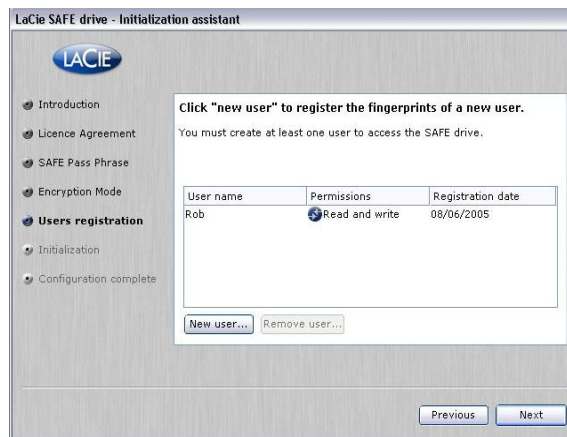 LaCie SAFE drive - Initialization assistant
LACIE
Introduction
Licence Agreement
SAFE Pass Phrase
Encryption Mode
Users registration
Initialization
Configuration complete
Click "new user" to register the fingerprints of a new user.
You must create at least one user to access the SAFE drive.
User name Permissions Registration date
Rob Read and write 08/06/2005
New user... Remove user...
Previous Next